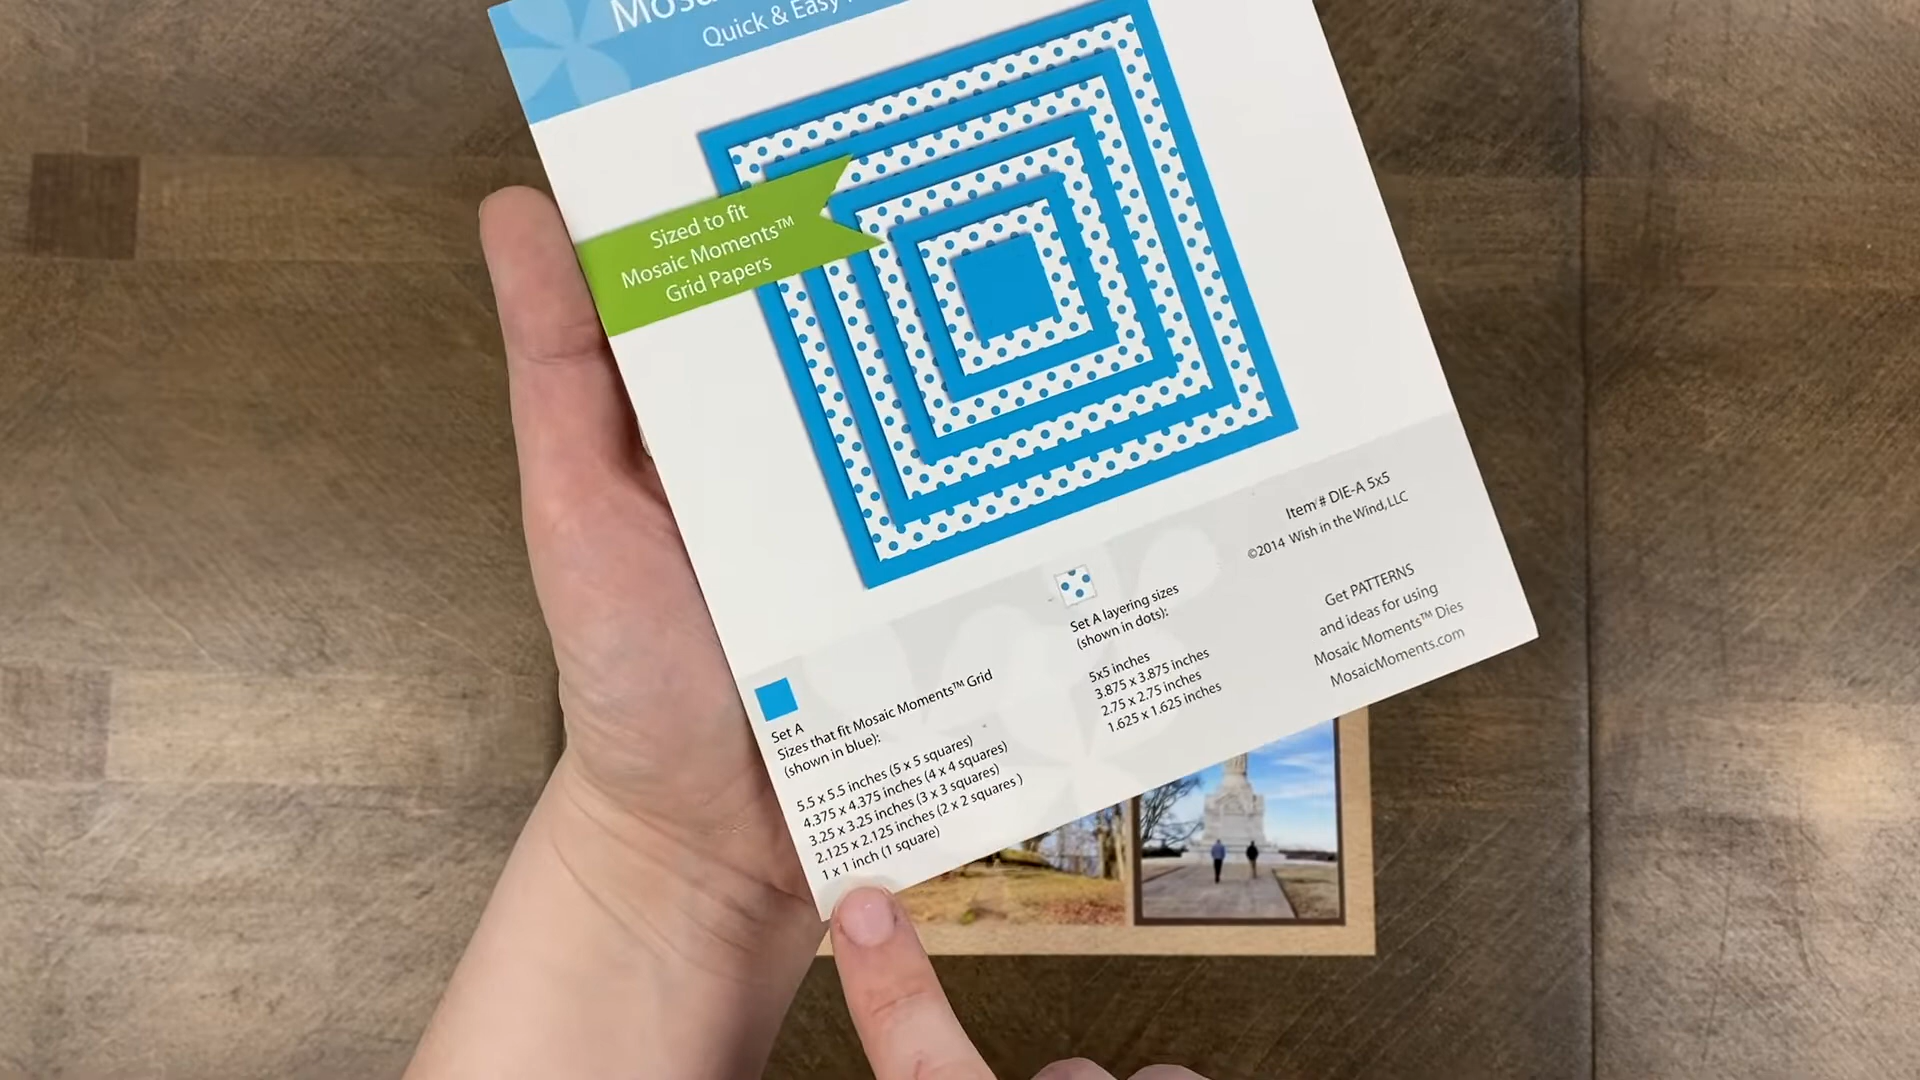 Quick & Easy
Sized to fit
Mosaic Moments™
Grid Papers
Item # DIE-A 5x5
©2014 Wish in the Wind, LLC
Get PATTERNS
and ideas for using
Mosaic Moments™ Dies
MosaicMoments.com
Set A layering sizes
(shown in dots):
5x5 inches
3.875 x 3.875 inches
2.75 x 2.75 inches
1.625 x 1.625 inches
Set A
Sizes that fit Mosaic Moments™ Grid
(shown in blue):
5.5 x 5.5 inches (5 x 5 squares)
4.375 x 4.375 inches (4 x 4 squares)
3.25 x 3.25 inches (3 x 3 squares)
2.125 x 2.125 inches (2 x 2 squares )
1 x 1 inch (1 square)